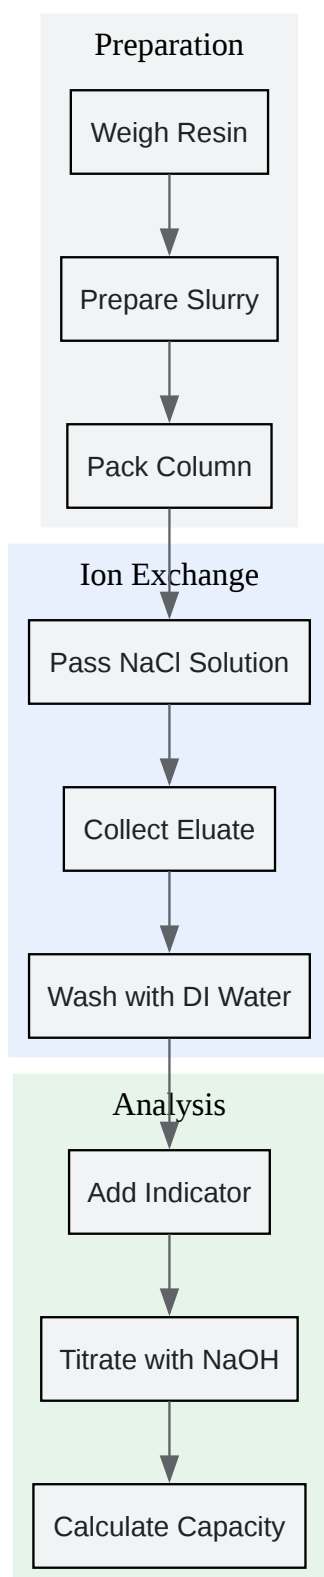 Preparation
Weigh Resin
Prepare Slurry
Pack Column
Ion Exchange
Pass NaCl Solution
Collect Eluate
Wash with DI Water
Analysis
Add Indicator
Titrate with NaOH
Calculate Capacity